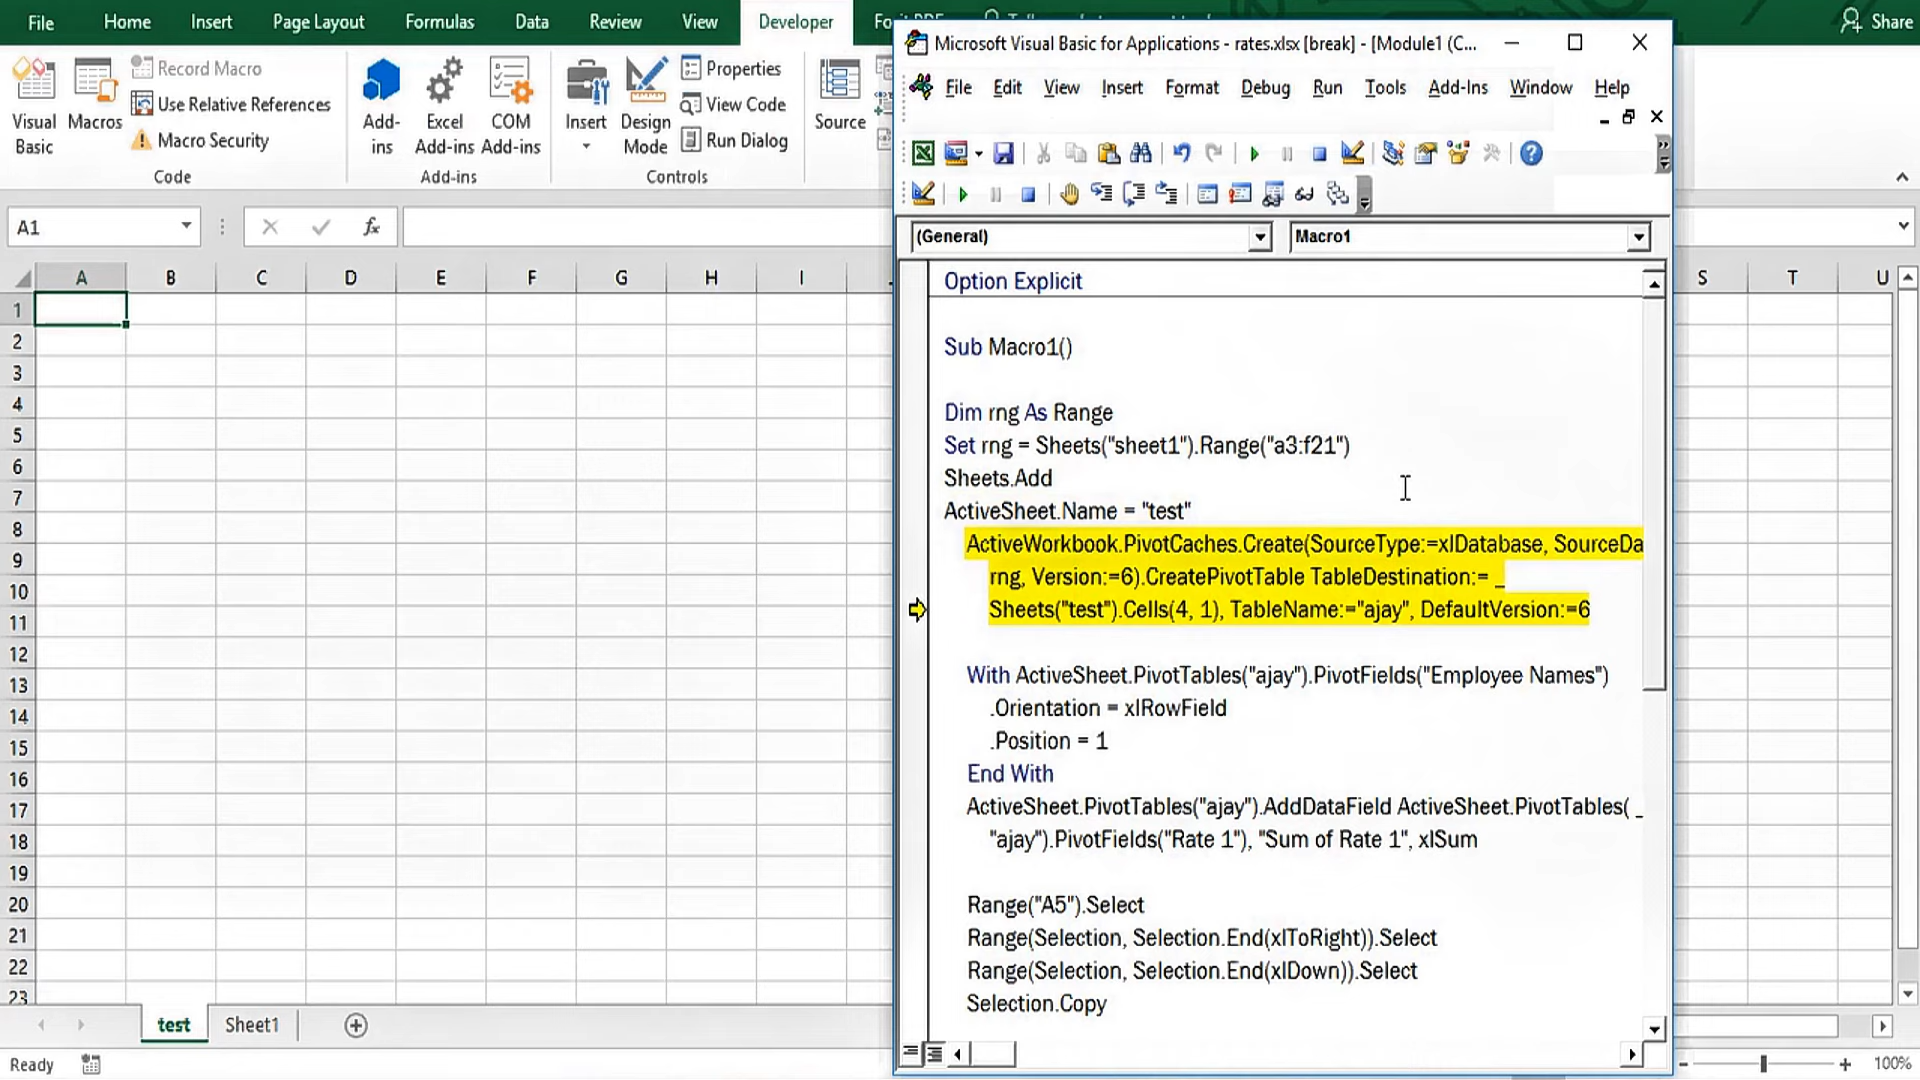 File Home Insert Page Layout Formulas Data Review View Developer Share
Visual Basic
Macros
Record Macro
Use Relative References
Macro Security
Code
Add-ins
Excel Add-ins
COM Add-ins
Add-ins
Insert
Design Mode
Properties
View Code
Run Dialog
Controls
Source
A1
fx
A B C D E F G H I S T U
1
2
3
4
5
6
7
8
9
10
11
12
13
14
15
16
17
18
19
20
21
22
23
test Sheet1
Ready
100%
Microsoft Visual Basic for Applications - rates.xlsx [break] - [Module1 (C...
File Edit View Insert Format Debug Run Tools Add-Ins Window Help
(General) Macro1
Option Explicit
Sub Macro1()
Dim rng As Range
Set rng = Sheets("sheet1").Range("a3:f21")
Sheets.Add
ActiveSheet.Name = "test"
ActiveWorkbook.PivotCaches.Create(SourceType:=xlDatabase, SourceDa
rng, Version:=6).CreatePivotTable TableDestination:= _
Sheets("test").Cells(4, 1), TableName:="ajay", DefaultVersion:=6
With ActiveSheet.PivotTables("ajay").PivotFields("Employee Names")
.Orientation = xlRowField
.Position = 1
End With
ActiveSheet.PivotTables("ajay").AddDataField ActiveSheet.PivotTables( _
"ajay").PivotFields("Rate 1"), "Sum of Rate 1", xlSum
Range("A5").Select
Range(Selection, Selection.End(xlToRight)).Select
Range(Selection, Selection.End(xlDown)).Select
Selection.Copy